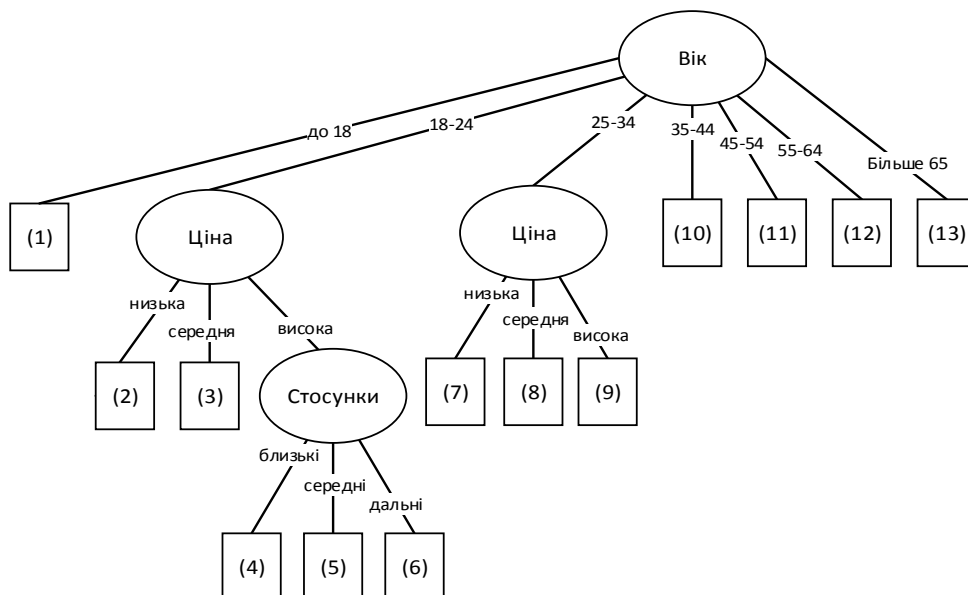 Вік
до 18
18-24
25-34
35-44
45-54
55-64
Більше 65
(1)
Ціна
Ціна
(10)
(11)
(12)
(13)
низька
середня
висока
низька
середня
висока
(2)
(3)
Стосунки
(7)
(8)
(9)
близькі
середні
дальні
(4)
(5)
(6)